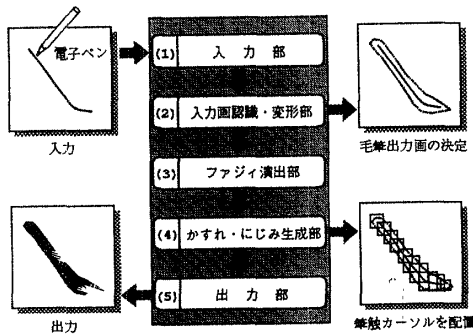 電子ペン
入力
(1) 入力部
(2) 入力画認識・変形部
毛筆出力画の決定
(3) ファジィ演出部
(4) かすれ・にじみ生成部
筆触カーソルを配置
(5) 出力部
出力